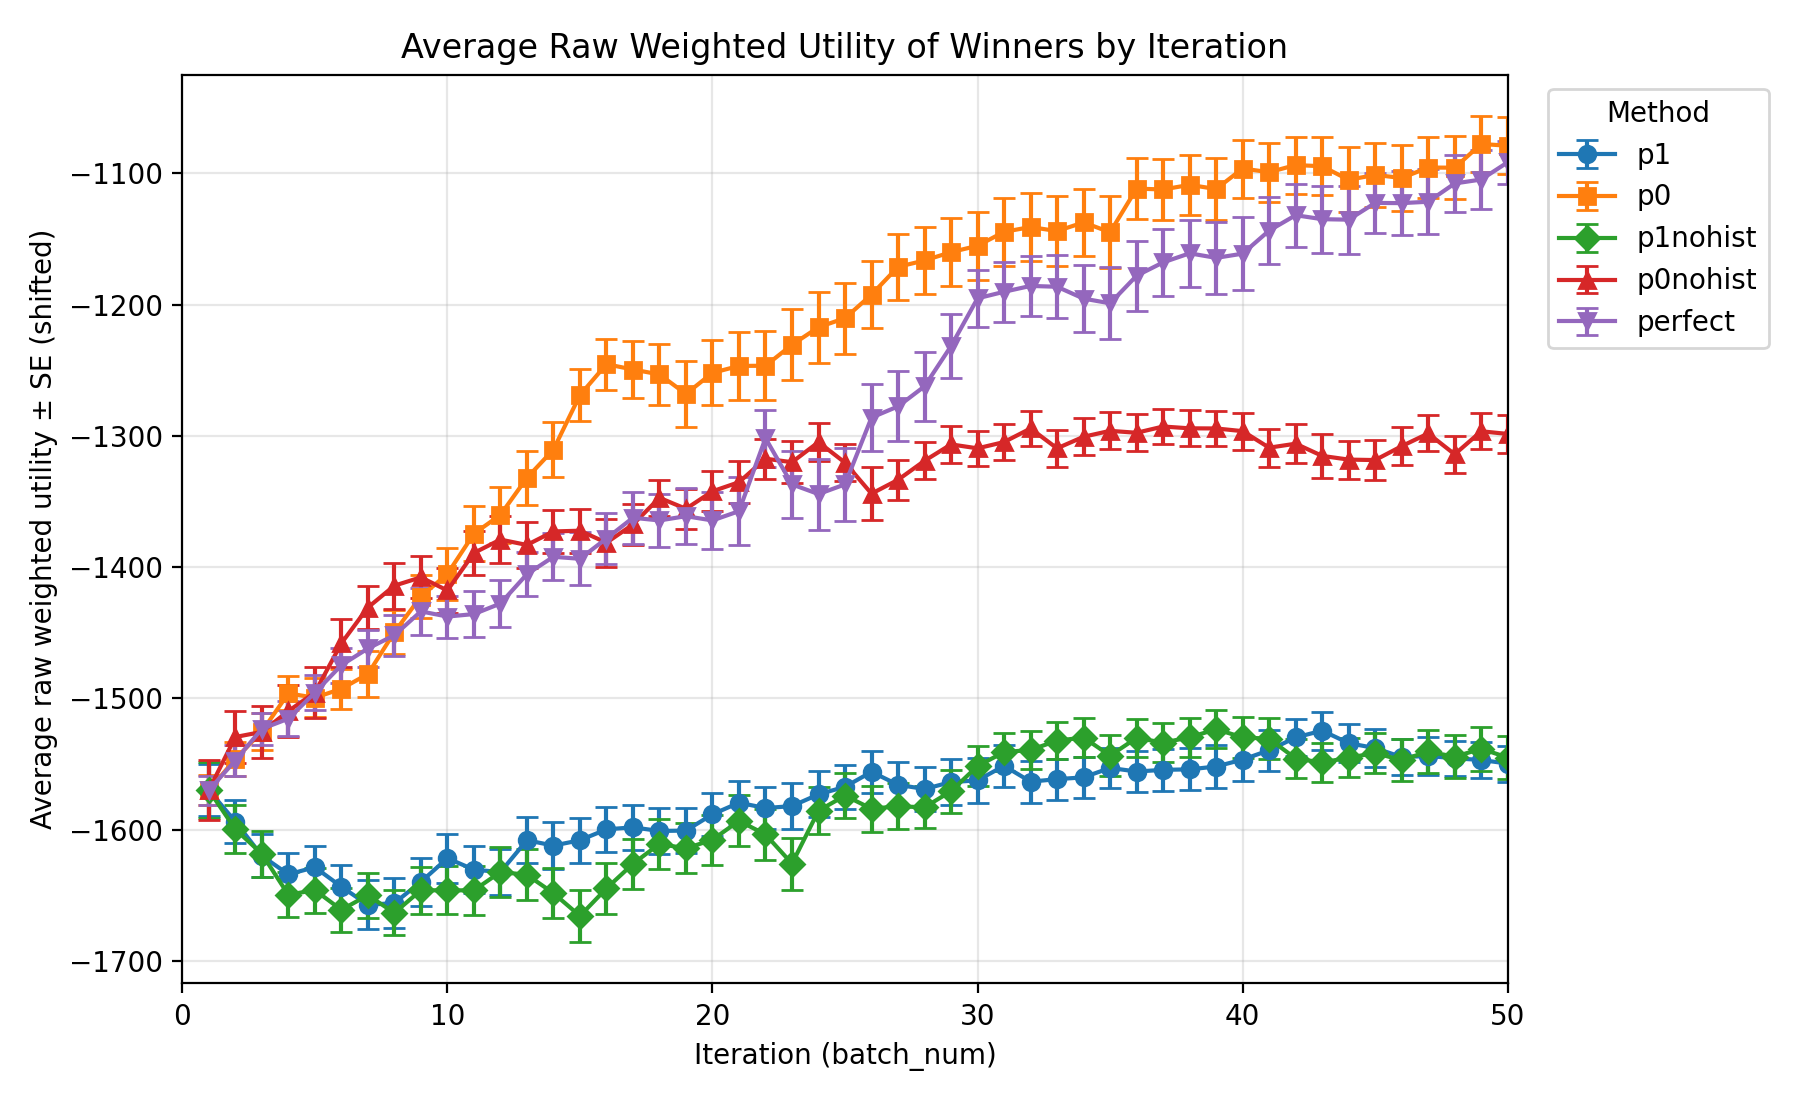 Average Raw Weighted Utility of Winners by Iteration
Average raw weighted utility ± SE (shifted)
−1100
−1200
−1300
−1400
−1500
−1600
−1700
0
10
20
30
40
50
Iteration (batch_num)
Method
p1
p0
p1nohist
p0nohist
perfect